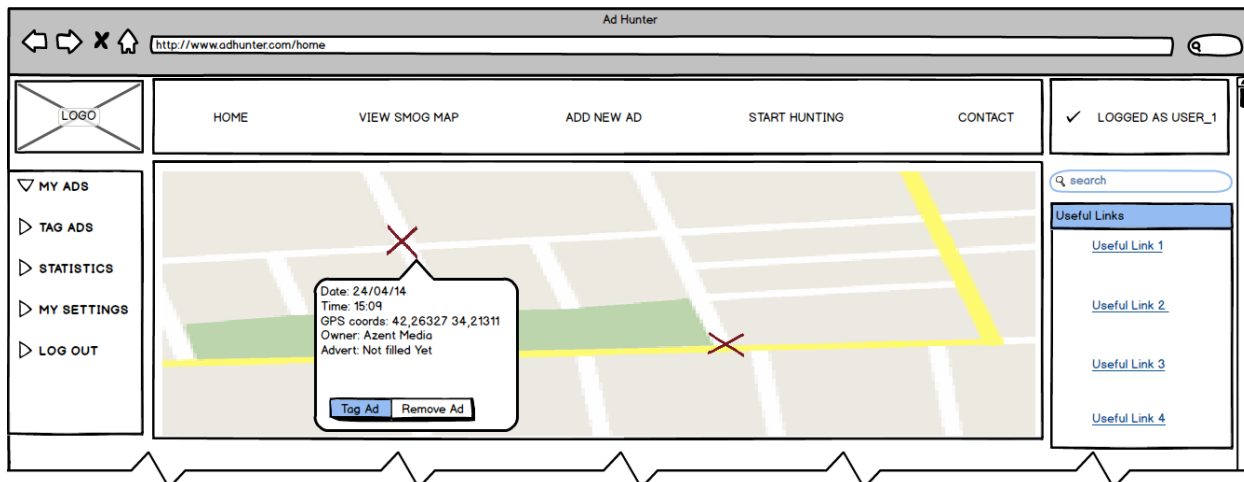 Ad Hunter
http://www.adhunter.com/home
LOGO
HOME
VIEW SMOG MAP
ADD NEW AD
START HUNTING
CONTACT
LOGGED AS USER_1
MY ADS
TAG ADS
STATISTICS
MY SETTINGS
LOG OUT
Date: 24/04/14
Time: 15:09
GPS coords: 42,26327 34,21311
Owner: Azent Media
Advert: Not filled Yet
Tag Ad
Remove Ad
search
Useful Links
Useful Link 1
Useful Link 2
Useful Link 3
Useful Link 4